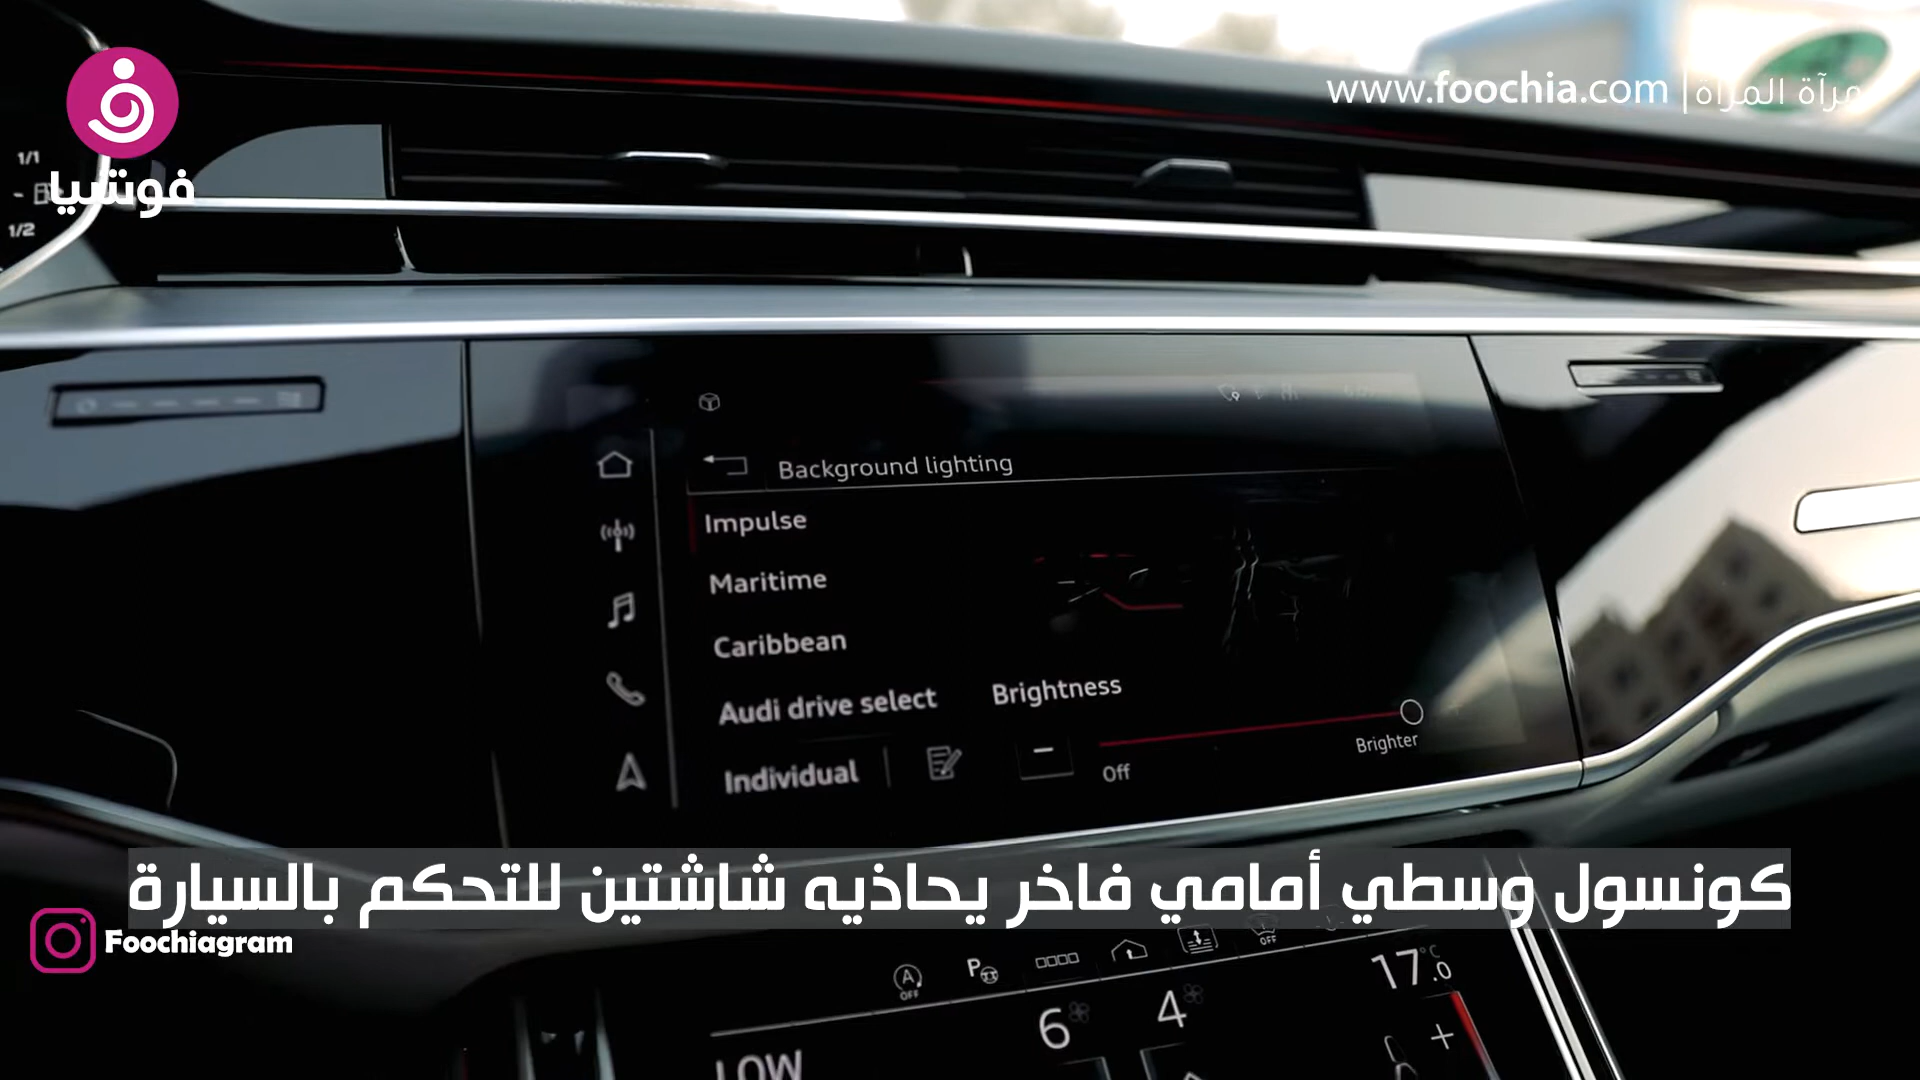 www.foochia.com | مرآة المرأة
فوشيا
1/1
1/2
Background lighting
Impulse
Maritime
Caribbean
Audi drive select
Brightness
Individual
Off
Brighter
كونسول وسطي أمامي فاخر يحاذيه شاشتين للتحكم بالسيارة
Foochiagram
A OFF
P
OFF
17.0 °C
6
4
LOW